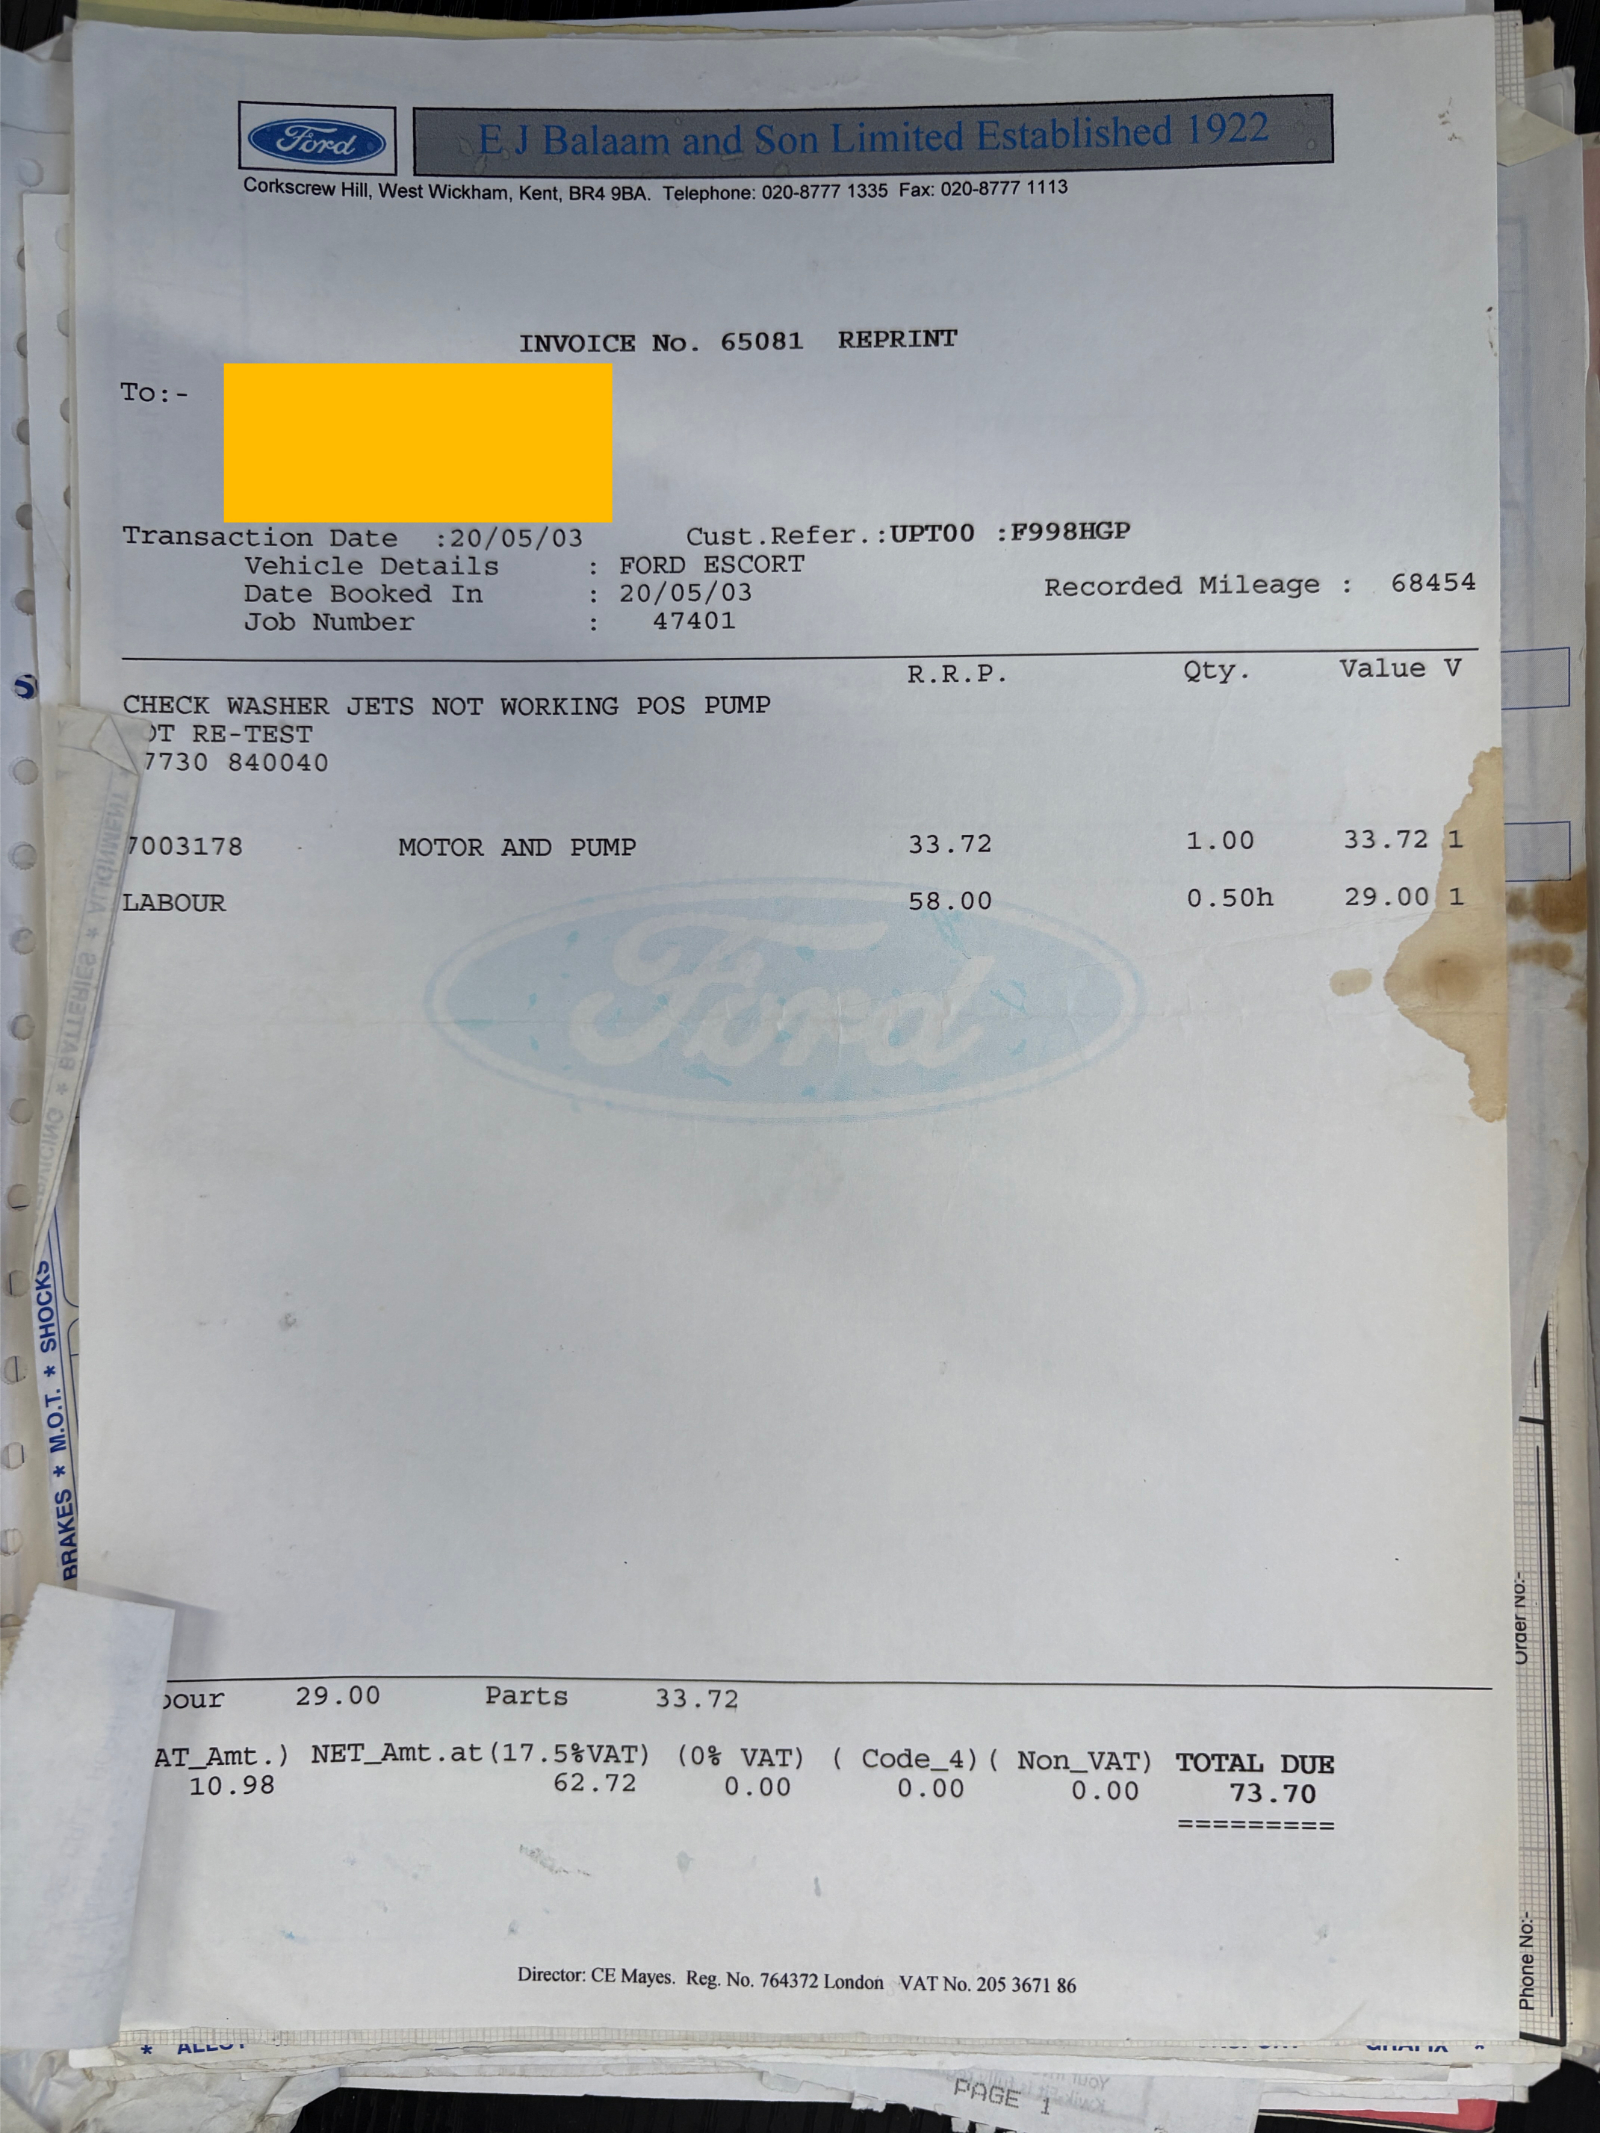 Ford
E J Balaam and Son Limited Established 1922
Corkscrew Hill, West Wickham, Kent, BR4 9BA. Telephone: 020-8777 1335 Fax: 020-8777 1113
INVOICE No. 65081 REPRINT
To:-
Transaction Date :20/05/03 Cust.Refer.:UPT00 :F998HGP
Vehicle Details : FORD ESCORT
Date Booked In : 20/05/03 Recorded Mileage : 68454
Job Number : 47401
R.R.P. Qty. Value V
CHECK WASHER JETS NOT WORKING POS PUMP
OT RE-TEST
7730 840040
7003178 MOTOR AND PUMP 33.72 1.00 33.72 1
LABOUR 58.00 0.50h 29.00 1
Ford
bour 29.00 Parts 33.72
AT_Amt.) NET_Amt.at(17.5%VAT) (0% VAT) ( Code_4) ( Non_VAT) TOTAL DUE
10.98 62.72 0.00 0.00 0.00 73.70
=========
Director: CE Mayes. Reg. No. 764372 London VAT No. 205 3671 86
BRAKES * M.O.T. * SHOCKS
* BATTERIES * ALIGNMENT
Order No:-
Phone No:-
PAGE 1